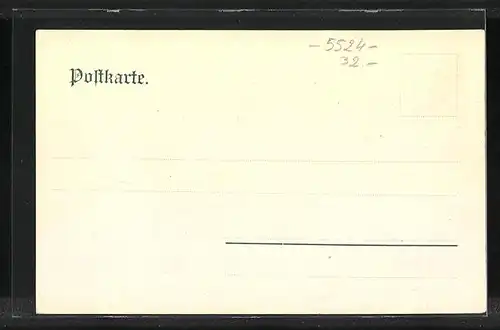 - 5524 -
32 -
Postkarte.